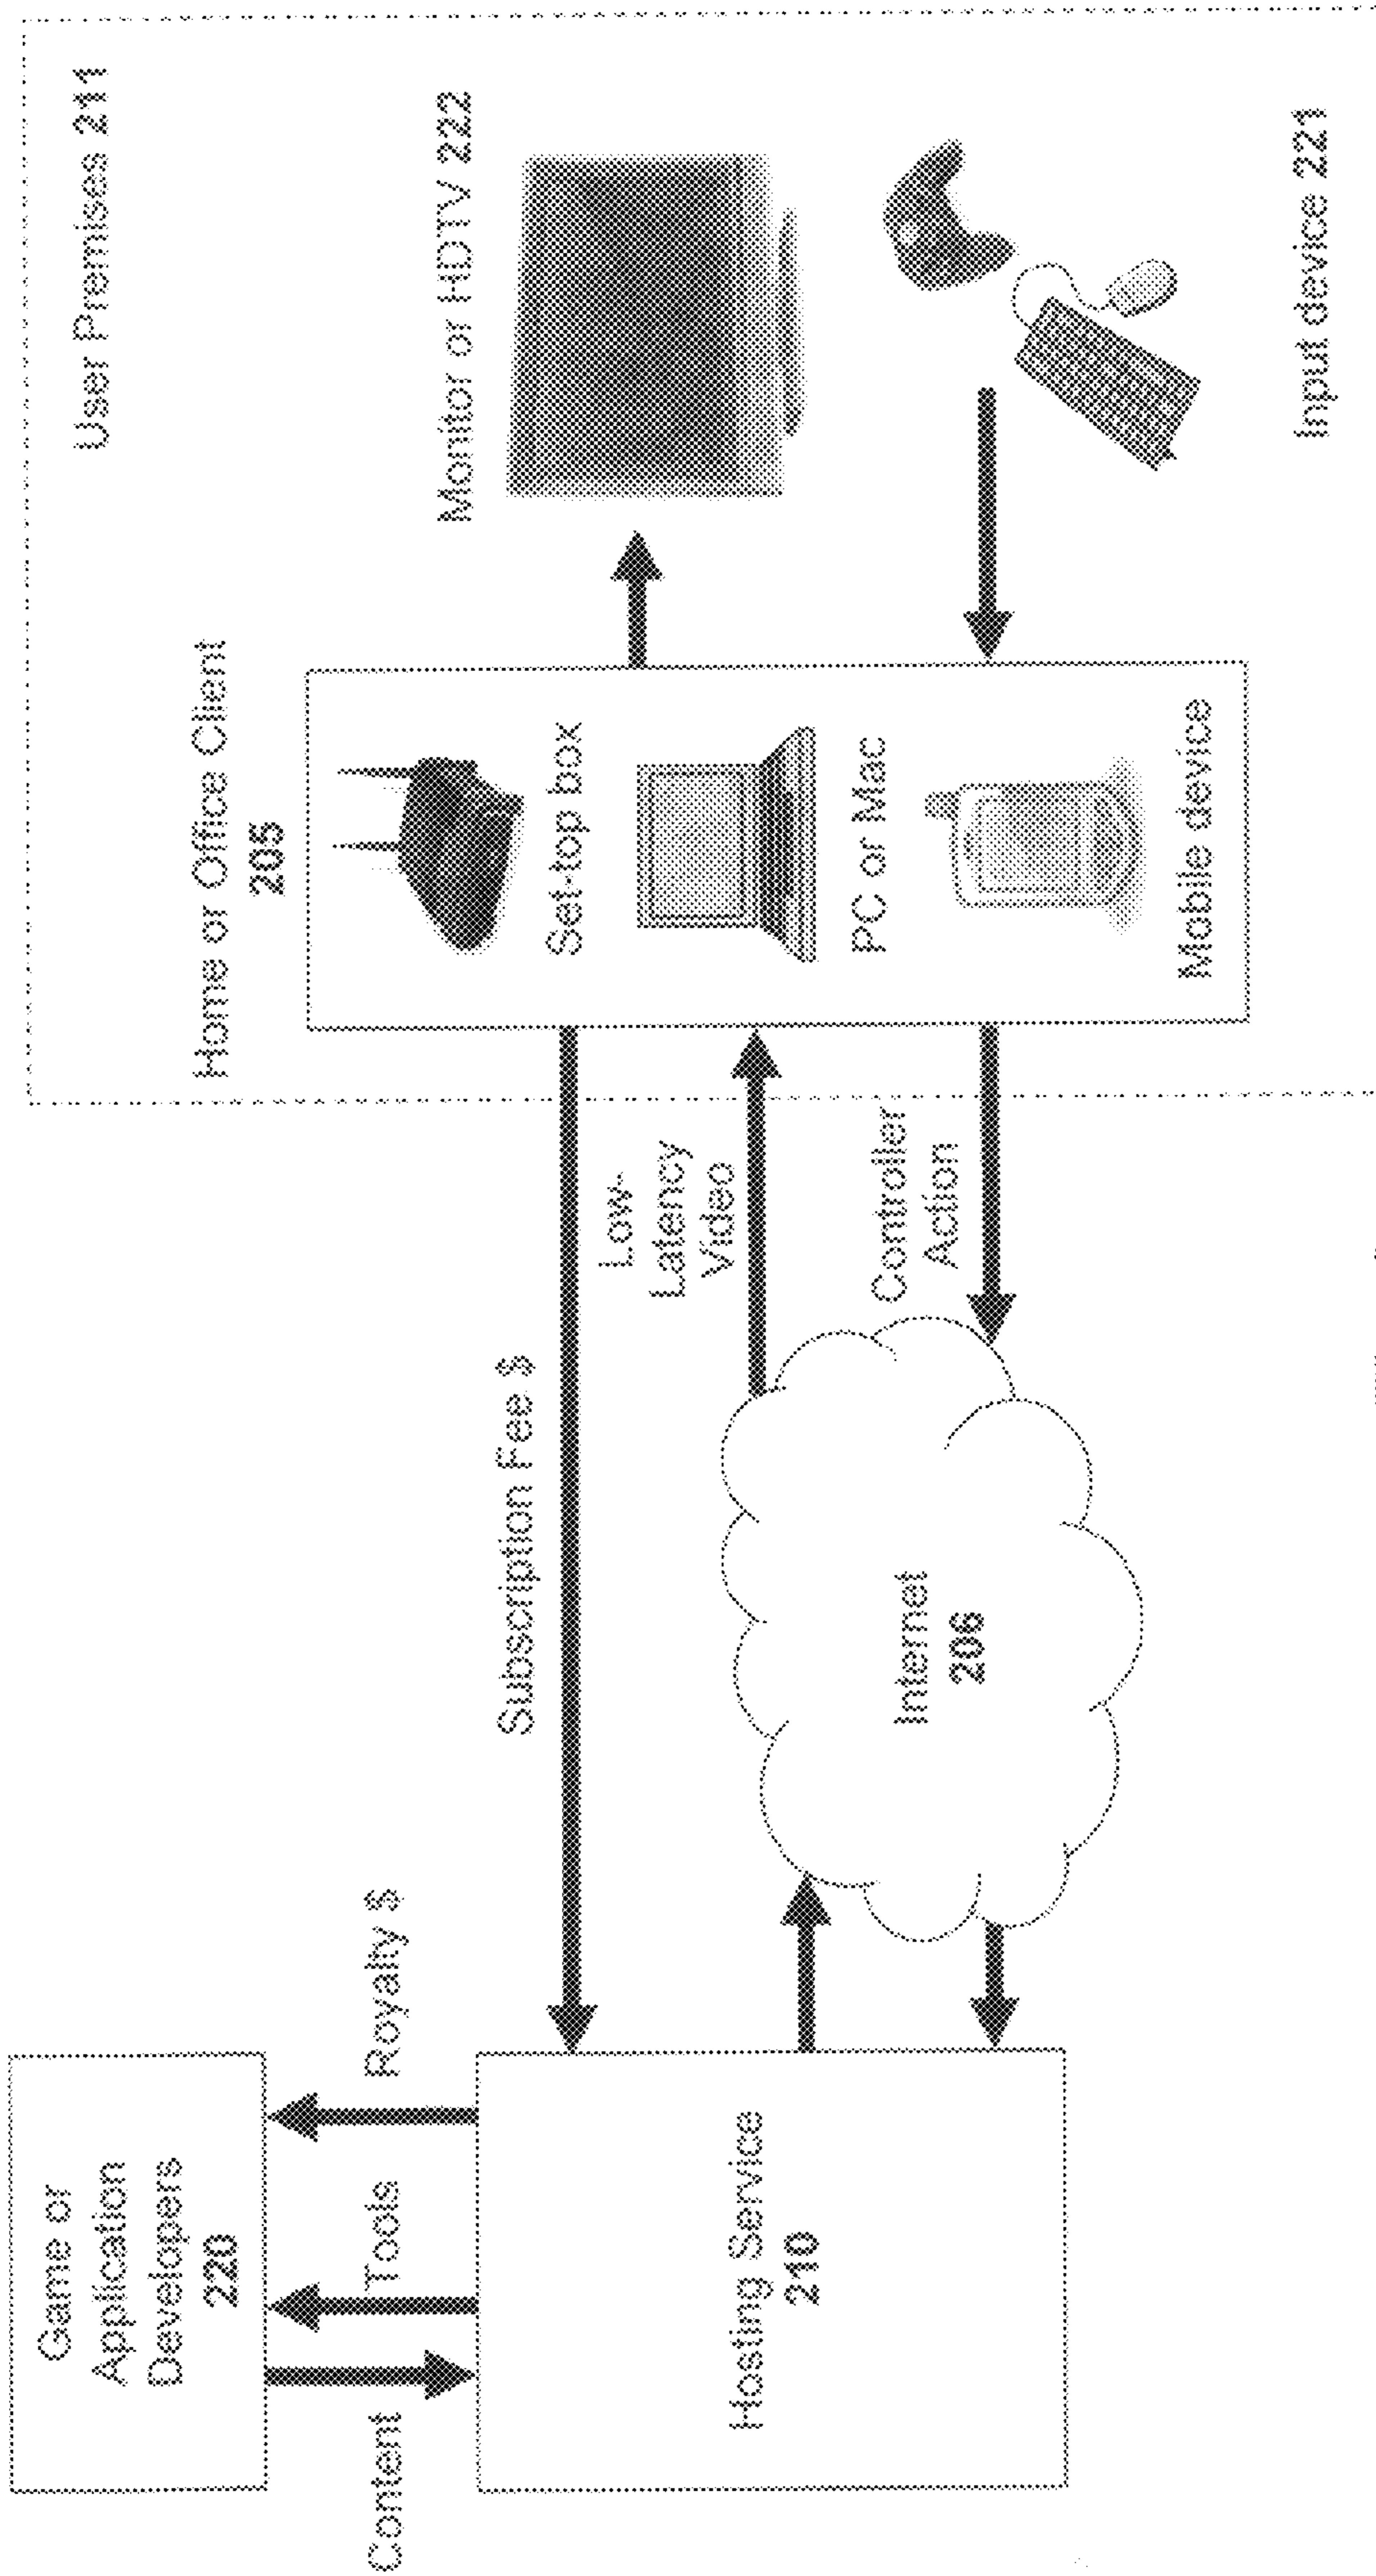 Game or
Application
Developers
220
Content
Tools
Royalty $
Hosting Service
210
Subscription Fee $
Internet
206
Low-
Latency
Video
Controller
Action
User Premises 211
Home or Office Client
205
Set-top box
PC or Mac
Mobile device
Monitor or HDTV 222
Input device 221